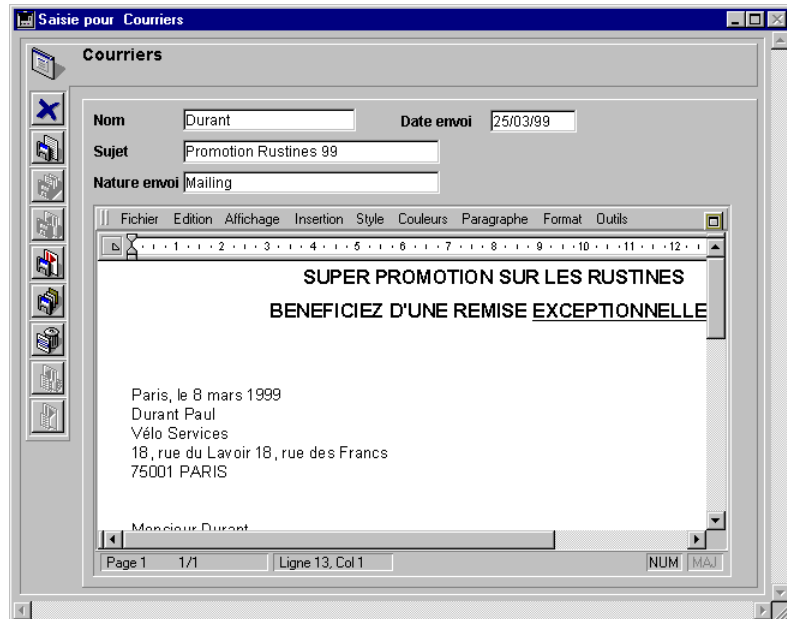 Saisie pour Courriers
Courriers
Nom Durant Date envoi 25/03/99
Sujet Promotion Rustines 99
Nature envoi Mailing
Fichier Edition Affichage Insertion Style Couleurs Paragraphe Format Outils
1 2 3 4 5 6 7 8 9 10 11 12
SUPER PROMOTION SUR LES RUSTINES
BENEFICIEZ D'UNE REMISE EXCEPTIONNELLE
Paris, le 8 mars 1999
Durant Paul
Vélo Services
18, rue du Lavoir 18, rue des Francs
75001 PARIS
Monsieur Durant
Page 1 1/1 Ligne 13, Col 1 NUM MAJ